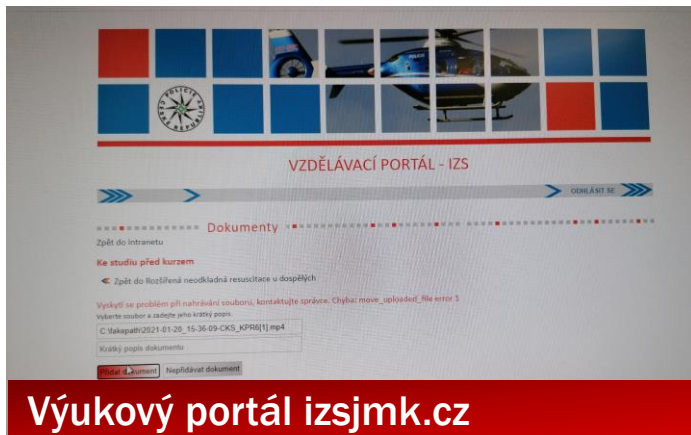 POLICIE
VZDĚLÁVACÍ PORTÁL - IZS
ODHLÁSIT SE
Dokumenty
Zpět do intranetu
Ke studiu před kurzem
Zpět do Rozšířená neodkladná resuscitace u dospělých
Vyskytl se problém při nahrávání souboru, kontaktujte správce. Chyba: move_uploaded_file error 1
Vyberte soubor a zadejte jeho krátký popis.
C:\fakepath\2021-01-20_15-36-09-CKS_KPR6[1].mp4
Krátký popis dokumentu
Přidat dokument Nepřidávat dokument
Výukový portál izsjmk.cz